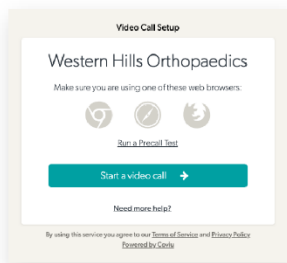 Video Call Setup
Western Hills Orthopaedics
Make sure you are using one of these web browsers:
Run a Precall Test
Start a video call
Need more help?
By using this service you agree to our Terms of Service and Privacy Policy
Powered by Coviu